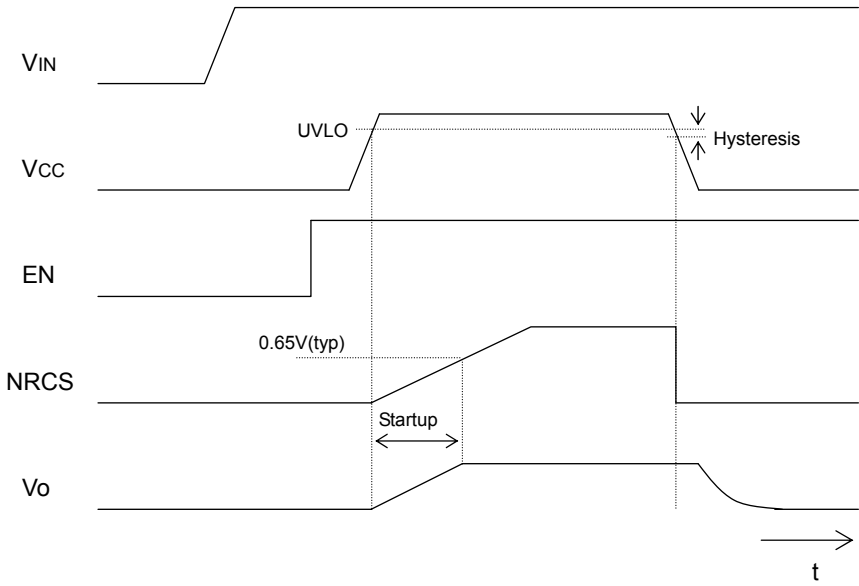 VIN
UVLO
Hysteresis
VCC
EN
0.65V(typ)
NRCS
Startup
Vo
t